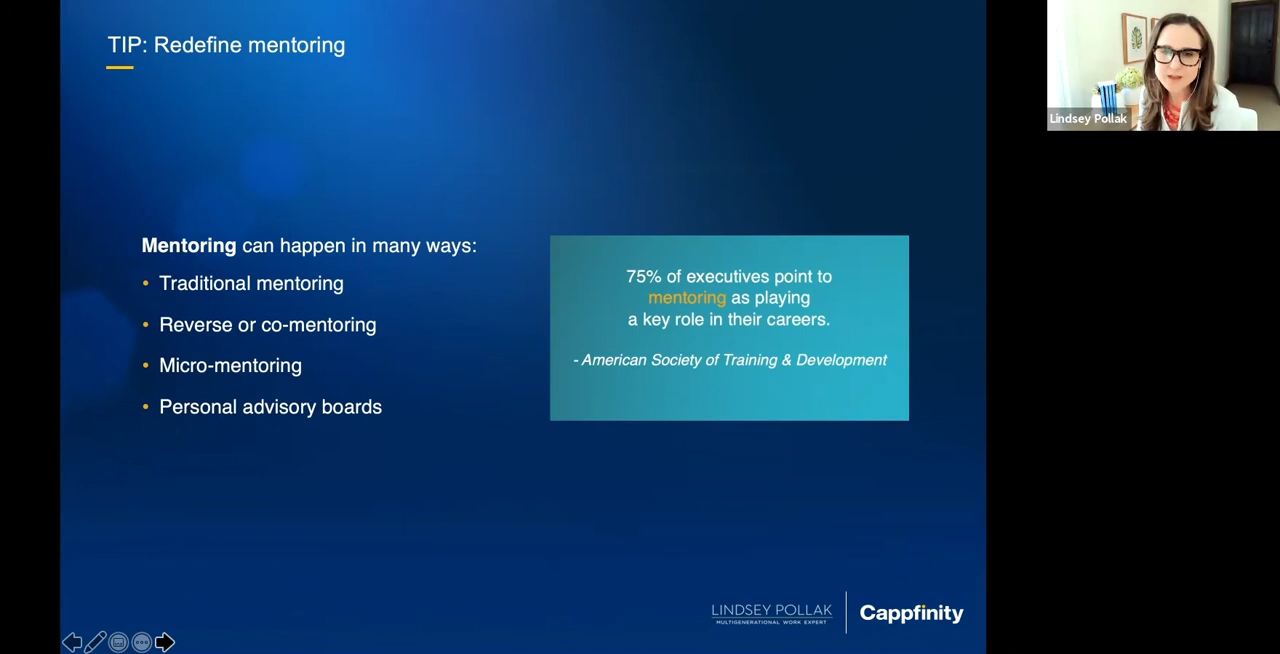 TIP: Redefine mentoring
Lindsey Pollak
Mentoring can happen in many ways:
• Traditional mentoring
• Reverse or co-mentoring
• Micro-mentoring
• Personal advisory boards
75% of executives point to
mentoring as playing
a key role in their careers.
- American Society of Training & Development
LINDSEY POLLAK
MULTIGENERATIONAL WORK EXPERT
Cappfinity